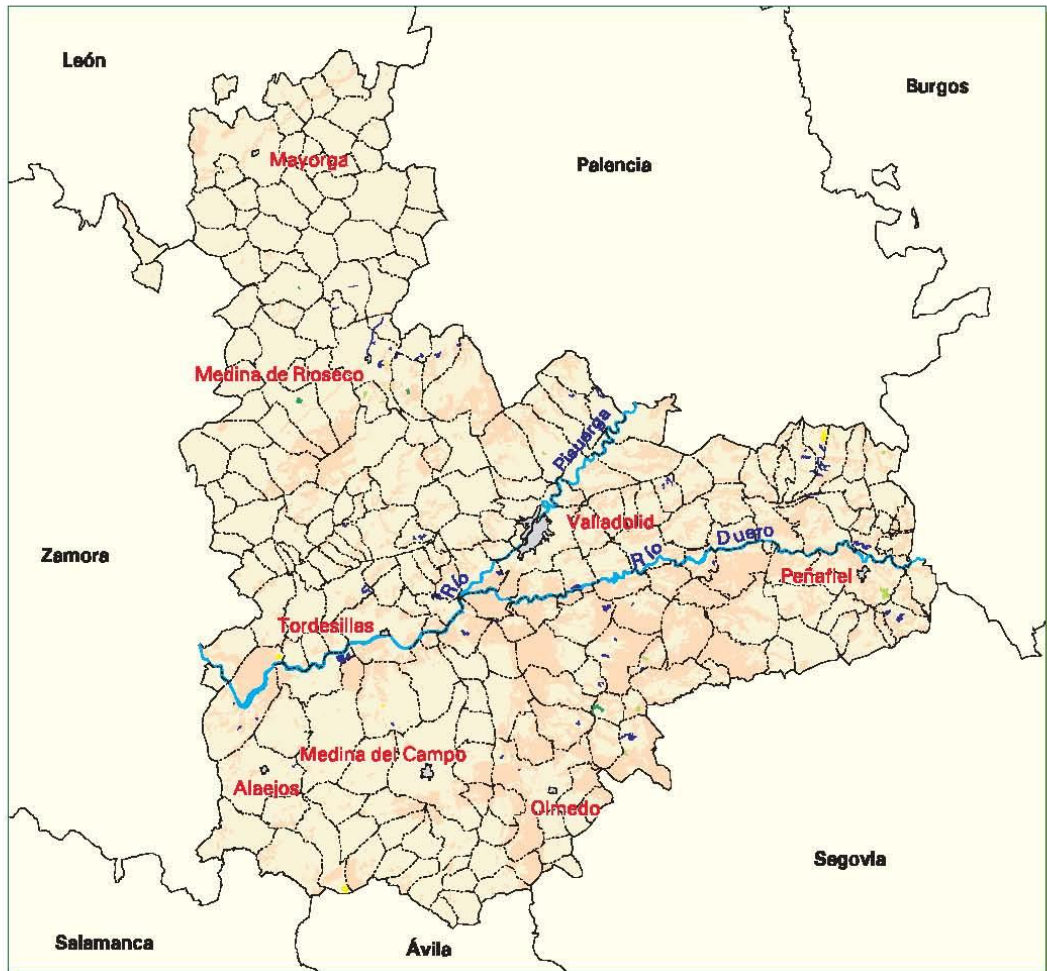 León
Burgos
Palencia
Mayorga
Medina de Rioseco
Pisuerga
Valladolid
Río
Duero
Zamora
Río
Peñafiel
Tordesillas
Medina del Campo
Alaejos
Olmedo
Segovia
Salamanca
Ávila